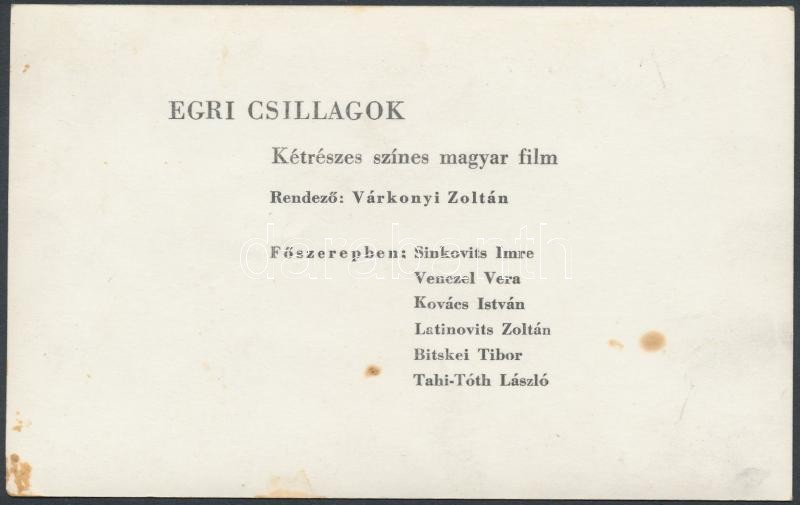 EGRI CSILLAGOK
Kétrészes színes magyar film
Rendező: Várkonyi Zoltán
Főszerepben: Sinkovits Imre
darabanth
Venczel Vera
Kovács István
Latinovits Zoltán
Bitskei Tibor
Tahi-Tóth László